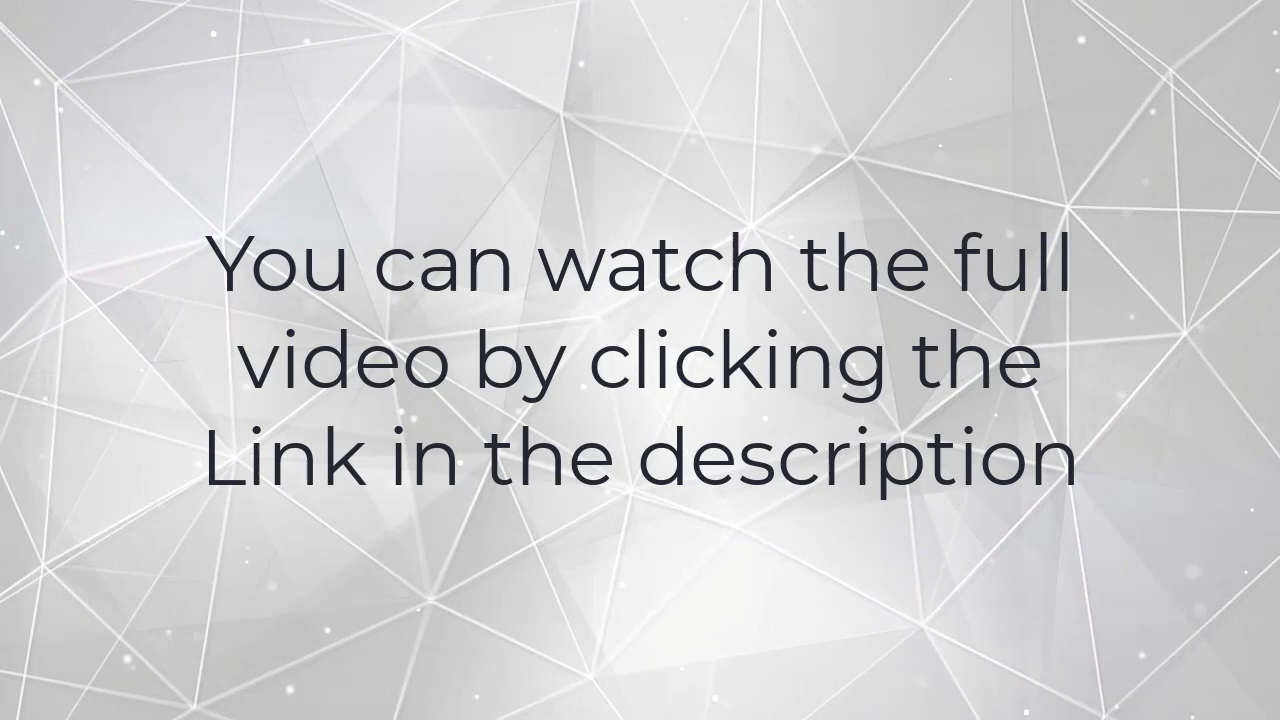 You can watch the full
video by clicking the
Link in the description